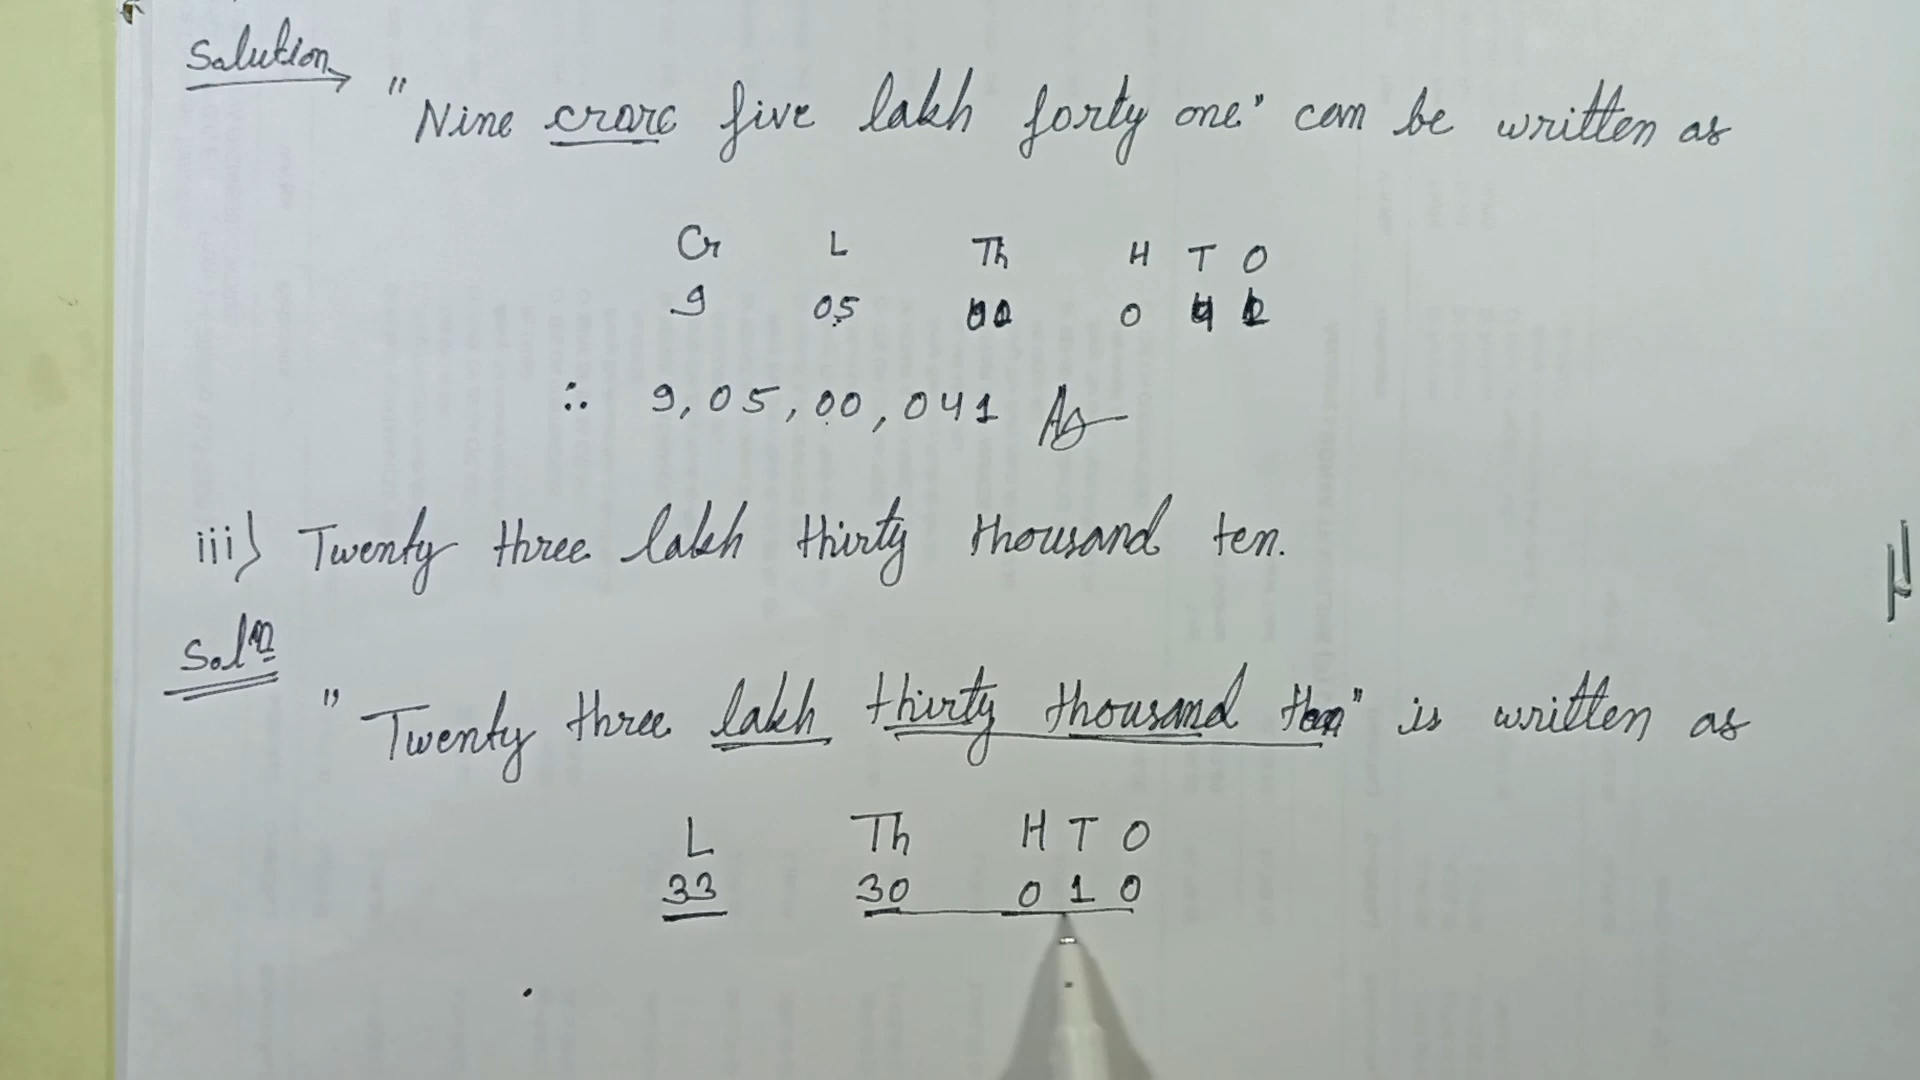 Solution
"Nine crore five lakh forty one" can be written as
Cr L Th H T O
9 05 00 0 4 1
∴ 9,05,00,041 As
iii) Twenty three lakh thirty thousand ten.
Solⁿ
"Twenty three lakh thirty thousand ten" is written as
L Th H T O
33 30 0 1 0